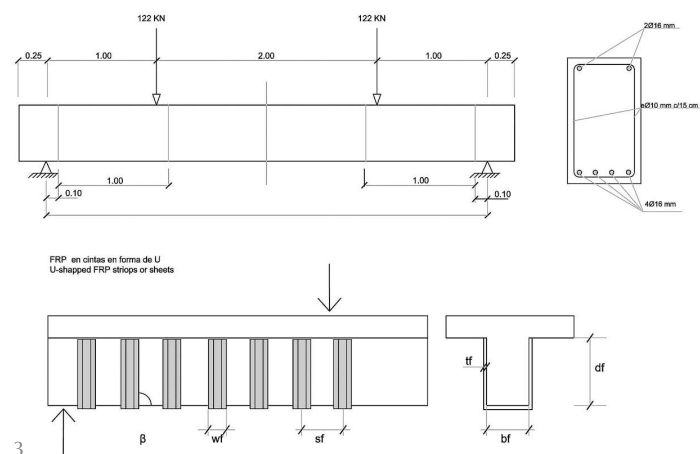 122 KN
122 KN
0.25
1.00
2.00
1.00
0.25
1.00
0.10
1.00
0.10
2Ø16 mm
eØ10 mm c/15 cm
4Ø16 mm
FRP en cintas en forma de U
U-shapped FRP striops or sheets
β
wf
sf
tf
df
bf
3